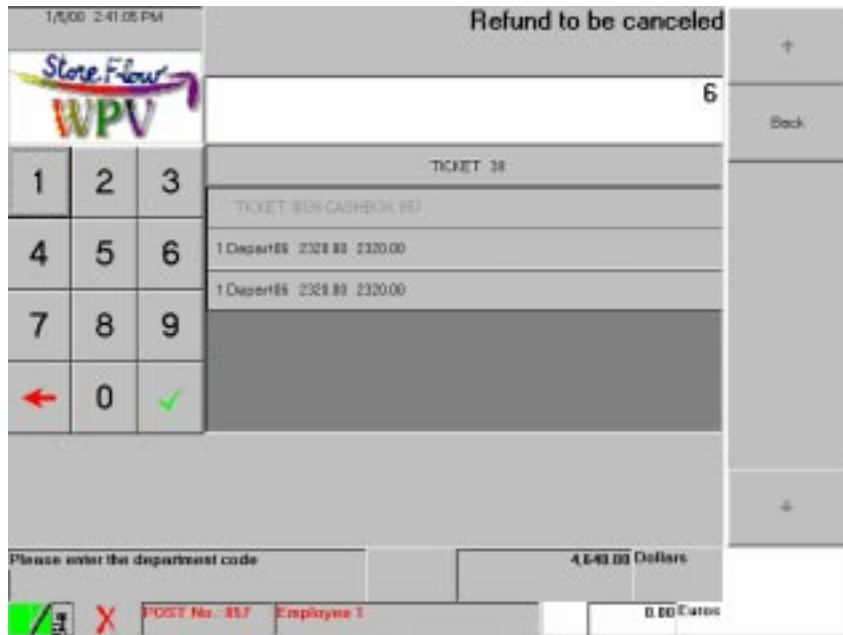 1/5/00 2:41:05 PM
Refund to be canceled
Store Flow
WPV
6
Back
TICKET 38
TICKET CASHBOX 857
1 2 3
4 5 6
7 8 9
0
1 Depart86 2320.00 2320.00
1 Depart86 2320.00 2320.00
Please enter the department code
4,640.00 Dollars
POST No.: 857 Employee 1
0.00 Euros